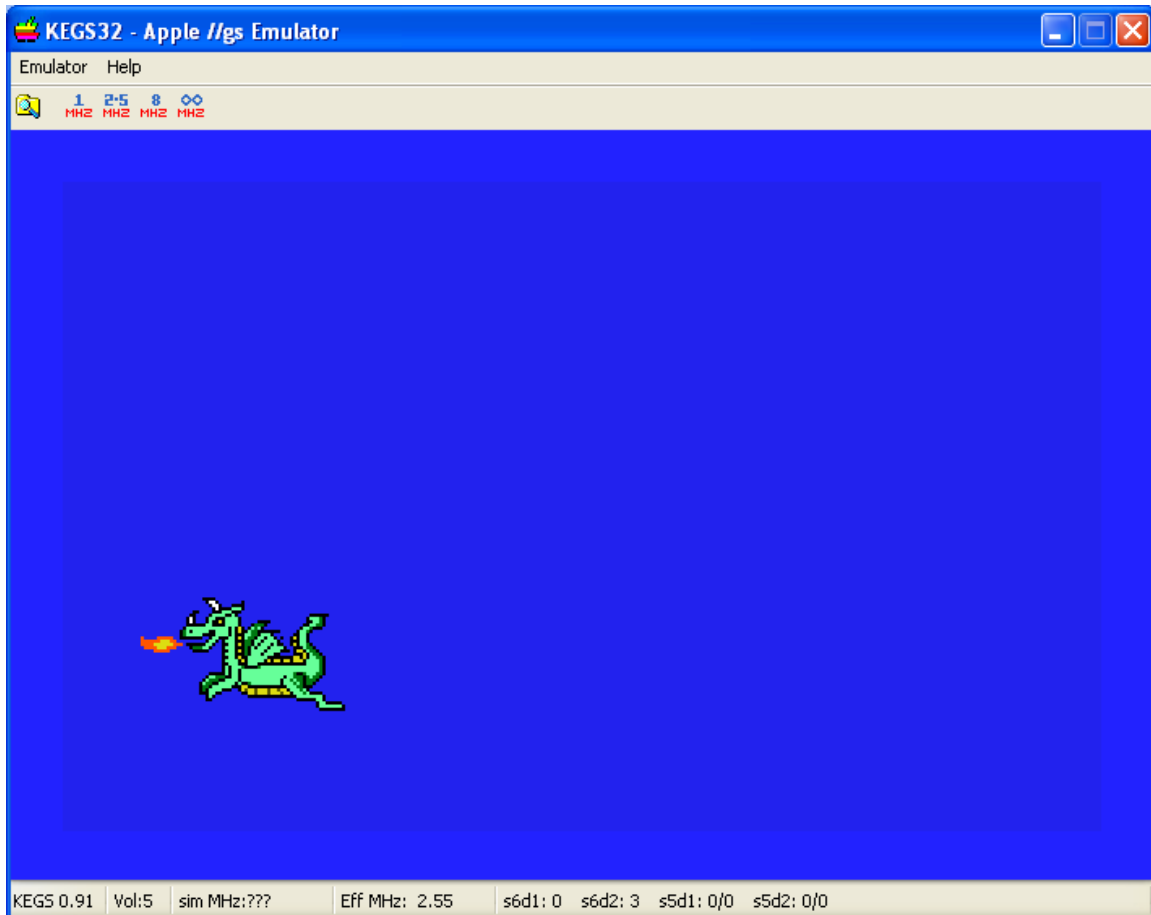 KEGS32 - Apple //gs Emulator
Emulator Help
1 MHZ 2·5 MHZ 8 MHZ ∞ MHZ
KEGS 0.91 Vol:5 sim MHz:??? Eff MHz: 2.55 s6d1: 0 s6d2: 3 s5d1: 0/0 s5d2: 0/0